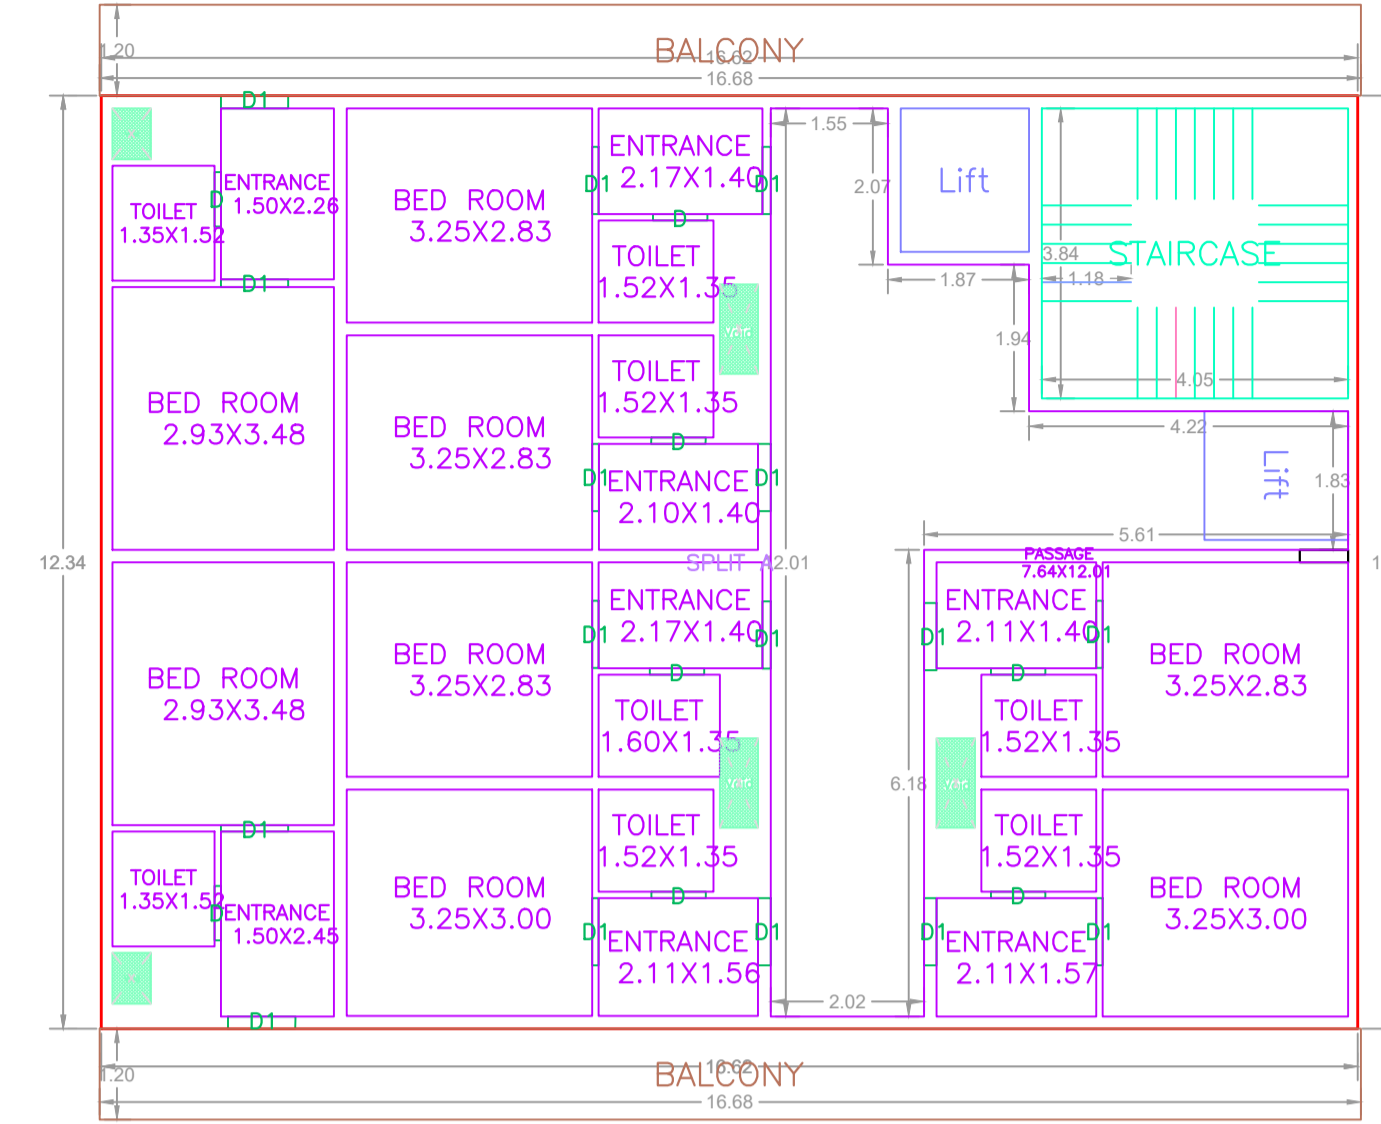 BALCONY
1.20
16.62
16.68
D1
ENTRANCE
1.50X2.26
D
TOILET
1.35X1.52
D1
BED ROOM
3.25X2.83
ENTRANCE
2.17X1.40
D1
D1
D
TOILET
1.52X1.35
Void
1.55
2.07
Lift
1.87
1.94
STAIRCASE
3.84
1.18
4.05
4.22
BED ROOM
2.93X3.48
BED ROOM
3.25X2.83
TOILET
1.52X1.35
D
D1
D1
ENTRANCE
2.10X1.40
Lift
1.83
5.61
12.34
SPLIT A
12.01
PASSAGE
7.64X12.01
1
BED ROOM
2.93X3.48
BED ROOM
3.25X2.83
ENTRANCE
2.17X1.40
D1
D1
D
TOILET
1.60X1.35
Void
6.18
ENTRANCE
2.11X1.40
D1
D1
D
TOILET
1.52X1.35
Void
BED ROOM
3.25X2.83
D1
TOILET
1.35X1.52
D
ENTRANCE
1.50X2.45
D1
BED ROOM
3.25X3.00
TOILET
1.52X1.35
D
D1
D1
ENTRANCE
2.11X1.56
2.02
TOILET
1.52X1.35
D
D1
D1
ENTRANCE
2.11X1.57
BED ROOM
3.25X3.00
1.20
16.62
BALCONY
16.68